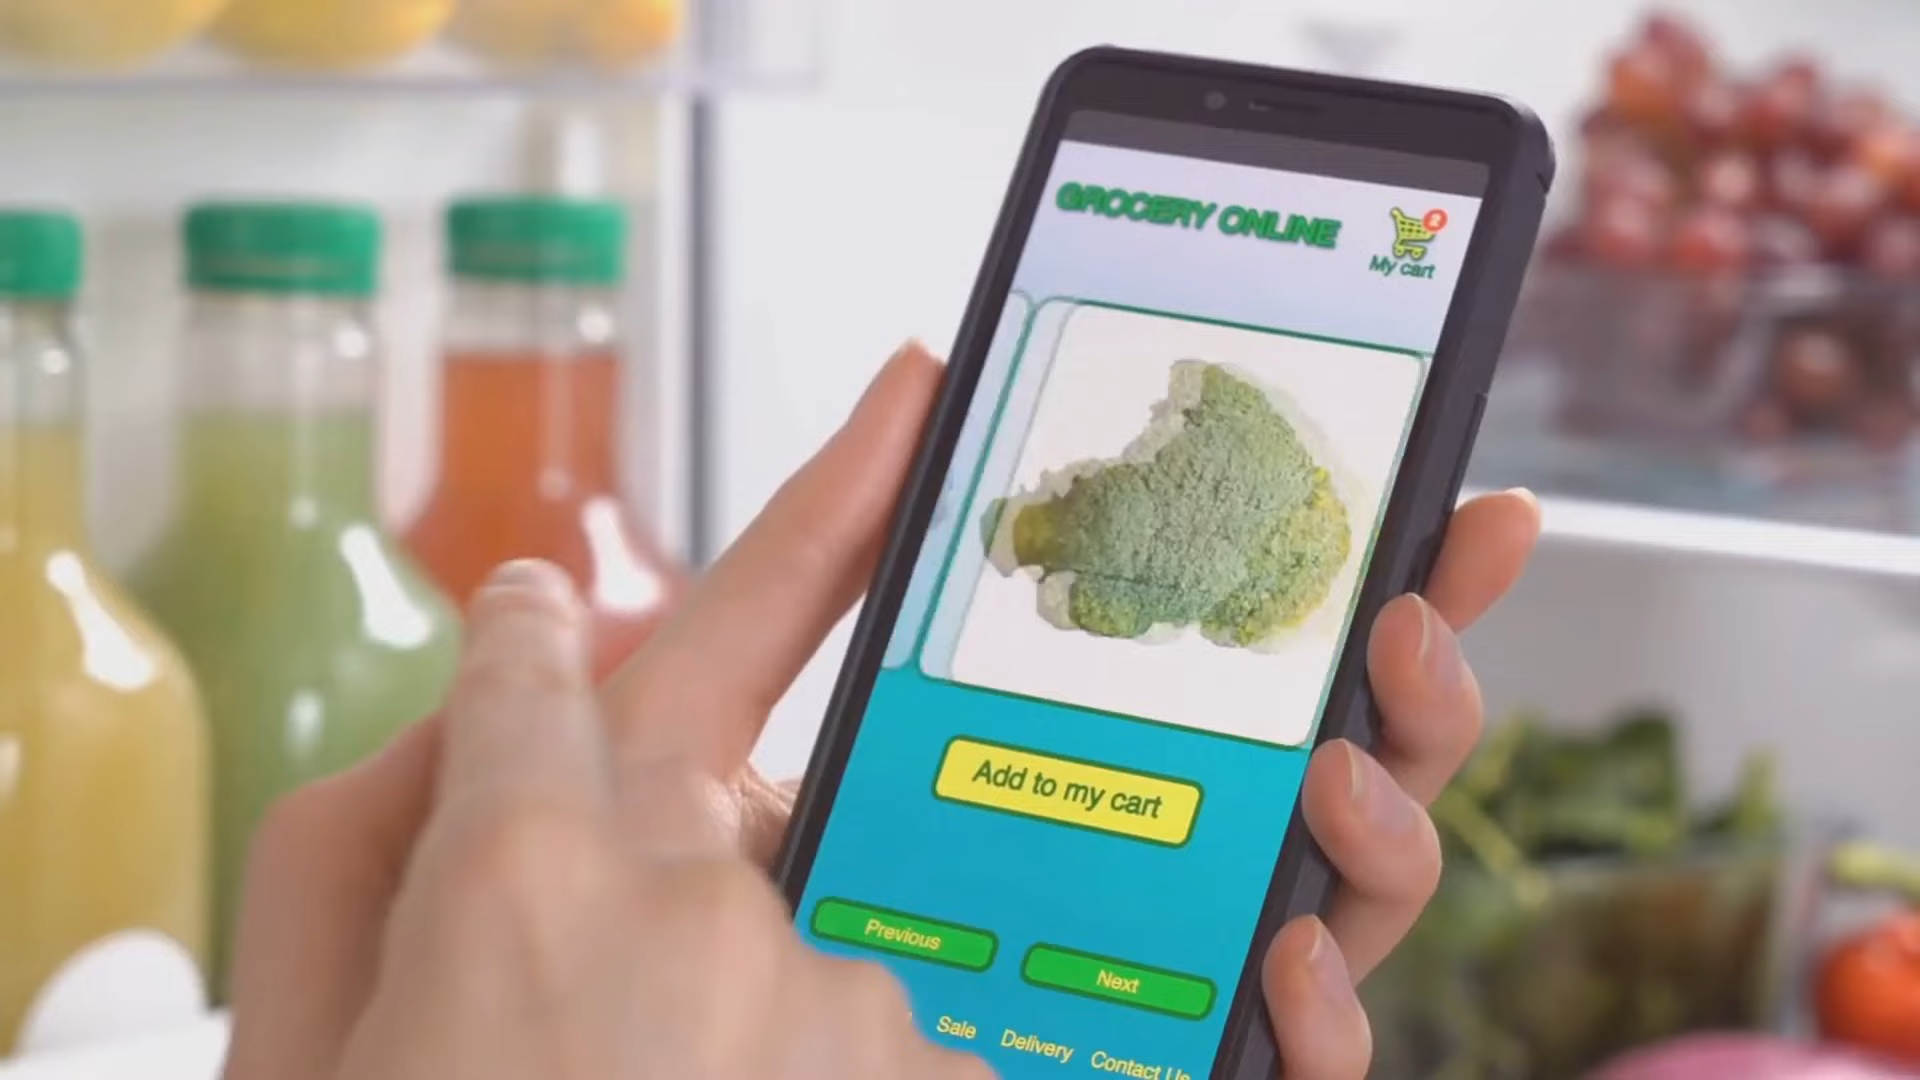 GROCERY ONLINE
2
My cart
Add to my cart
Previous
Next
Sale
Delivery
Contact Us